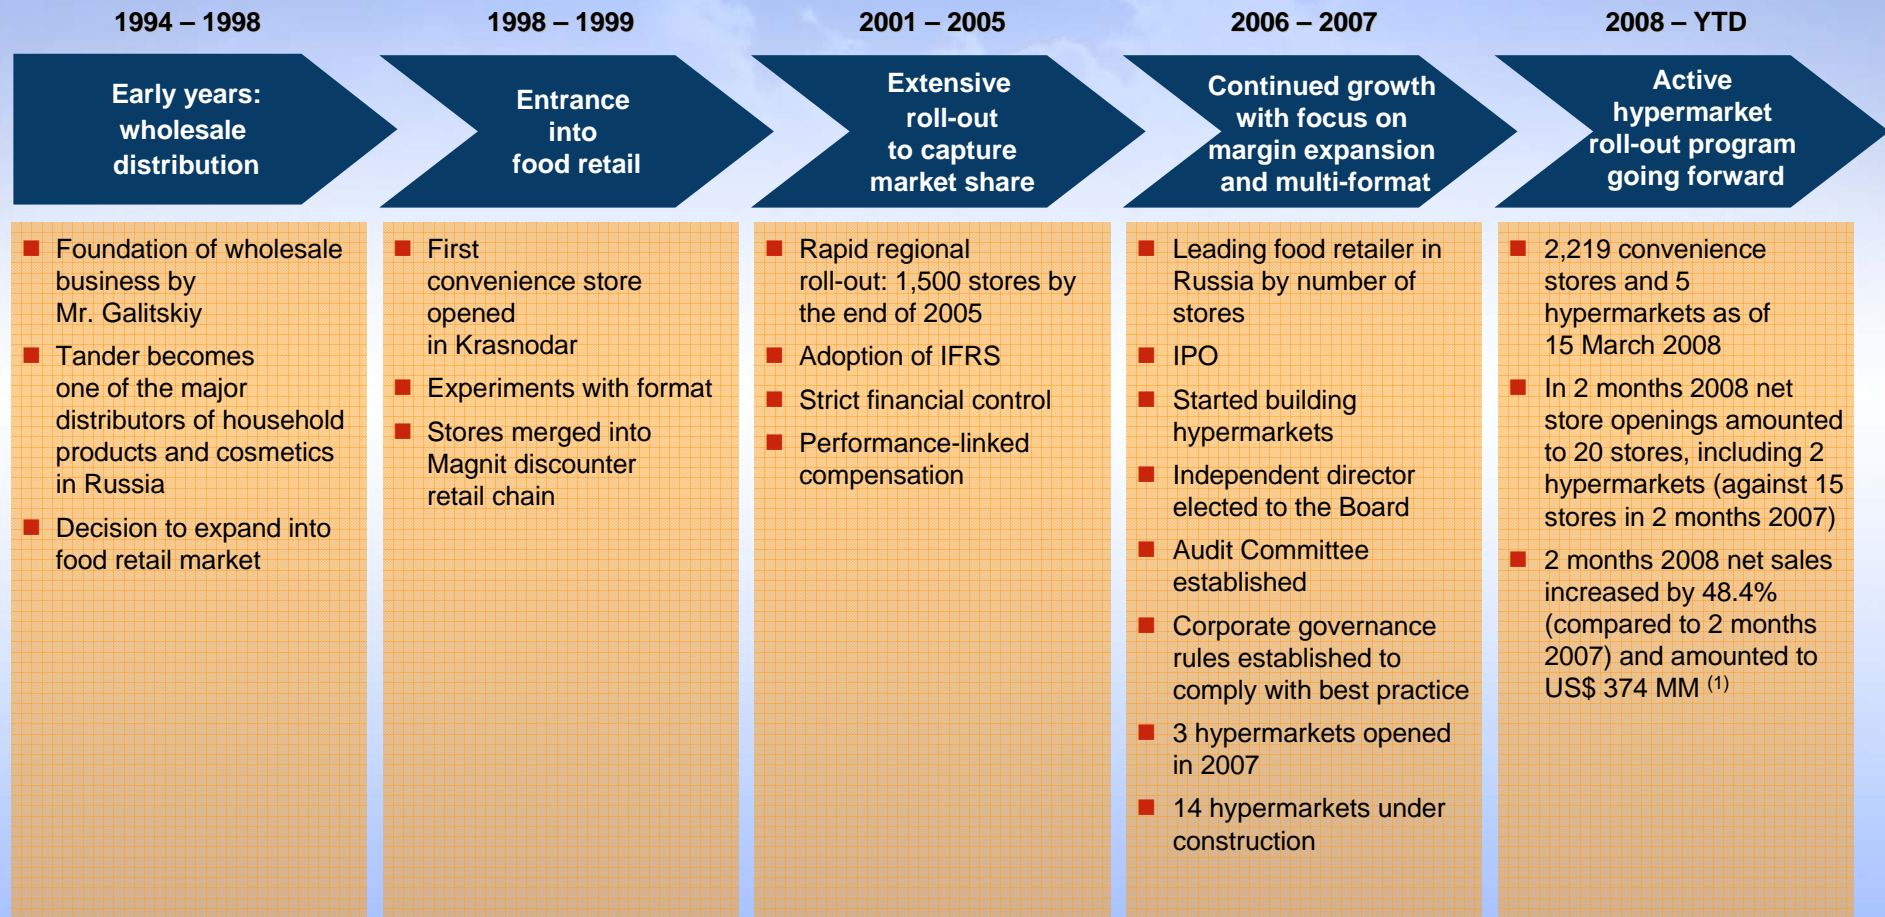 1994 – 1998
1998 – 1999
2001 – 2005
2006 – 2007
2008 – YTD
Early years:
wholesale
distribution
Entrance
into
food retail
Extensive
roll-out
to capture
market share
Continued growth
with focus on
margin expansion
and multi-format
Active
hypermarket
roll-out program
going forward
■ Foundation of wholesale
business by
Mr. Galitskiy
■ Tander becomes
one of the major
distributors of household
products and cosmetics
in Russia
■ Decision to expand into
food retail market
■ First
convenience store
opened
in Krasnodar
■ Experiments with format
■ Stores merged into
Magnit discounter
retail chain
■ Rapid regional
roll-out: 1,500 stores by
the end of 2005
■ Adoption of IFRS
■ Strict financial control
■ Performance-linked
compensation
■ Leading food retailer in
Russia by number of
stores
■ IPO
■ Started building
hypermarkets
■ Independent director
elected to the Board
■ Audit Committee
established
■ Corporate governance
rules established to
comply with best practice
■ 3 hypermarkets opened
in 2007
■ 14 hypermarkets under
construction
■ 2,219 convenience
stores and 5
hypermarkets as of
15 March 2008
■ In 2 months 2008 net
store openings amounted
to 20 stores, including 2
hypermarkets (against 15
stores in 2 months 2007)
■ 2 months 2008 net sales
increased by 48.4%
(compared to 2 months
2007) and amounted to
US$ 374 MM (1)